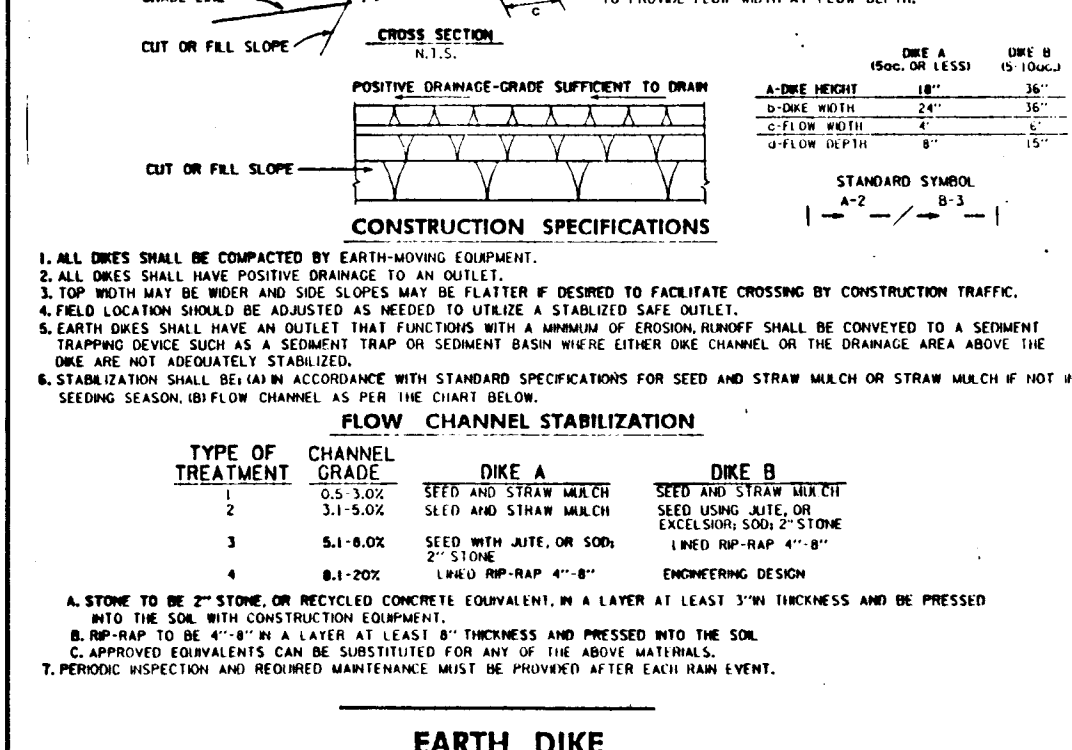 CUT OR FILL SLOPE
CROSS SECTION
N.T.S.
TO PROVIDE FLOW WIDTH AT FLOW DEPTH.
c
DIKE A DIKE B
(5ac. OR LESS) (5-10ac.)
A-DIKE HEIGHT 18" 36"
b-DIKE WIDTH 24" 36"
c-FLOW WIDTH 4' 6'
d-FLOW DEPTH 8" 15"
POSITIVE DRAINAGE-GRADE SUFFICIENT TO DRAIN
CUT OR FILL SLOPE
STANDARD SYMBOL
A-2 B-3
CONSTRUCTION SPECIFICATIONS
1. ALL DIKES SHALL BE COMPACTED BY EARTH-MOVING EQUIPMENT.
2. ALL DIKES SHALL HAVE POSITIVE DRAINAGE TO AN OUTLET.
3. TOP WIDTH MAY BE WIDER AND SIDE SLOPES MAY BE FLATTER IF DESIRED TO FACILITATE CROSSING BY CONSTRUCTION TRAFFIC.
4. FIELD LOCATION SHOULD BE ADJUSTED AS NEEDED TO UTILIZE A STABLIZED SAFE OUTLET.
5. EARTH DIKES SHALL HAVE AN OUTLET THAT FUNCTIONS WITH A MINIMUM OF EROSION. RUNOFF SHALL BE CONVEYED TO A SEDIMENT
TRAPPING DEVICE SUCH AS A SEDIMENT TRAP OR SEDIMENT BASIN WHERE EITHER DIKE CHANNEL OR THE DRAINAGE AREA ABOVE THE
DIKE ARE NOT ADEQUATELY STABILIZED.
6. STABILIZATION SHALL BE: (A) IN ACCORDANCE WITH STANDARD SPECIFICATIONS FOR SEED AND STRAW MULCH OR STRAW MULCH IF NOT IN
SEEDING SEASON, (B) FLOW CHANNEL AS PER THE CHART BELOW.
FLOW CHANNEL STABILIZATION
TYPE OF CHANNEL
TREATMENT GRADE DIKE A DIKE B
1 0.5-3.0% SEED AND STRAW MULCH SEED AND STRAW MULCH
2 3.1-5.0% SEED AND STRAW MULCH SEED USING JUTE, OR
EXCELSIOR; SOD; 2" STONE
3 5.1-8.0% SEED WITH JUTE, OR SOD; LINED RIP-RAP 4"-8"
2" STONE
4 8.1-20% LINED RIP-RAP 4"-8" ENGINEERING DESIGN
A. STONE TO BE 2" STONE, OR RECYCLED CONCRETE EQUIVALENT, IN A LAYER AT LEAST 3" IN THICKNESS AND BE PRESSED
INTO THE SOIL WITH CONSTRUCTION EQUIPMENT.
B. RIP-RAP TO BE 4"-8" IN A LAYER AT LEAST 8" THICKNESS AND PRESSED INTO THE SOIL
C. APPROVED EQUIVALENTS CAN BE SUBSTITUTED FOR ANY OF THE ABOVE MATERIALS.
7. PERIODIC INSPECTION AND REQUIRED MAINTENANCE MUST BE PROVIDED AFTER EACH RAIN EVENT.
EARTH DIKE